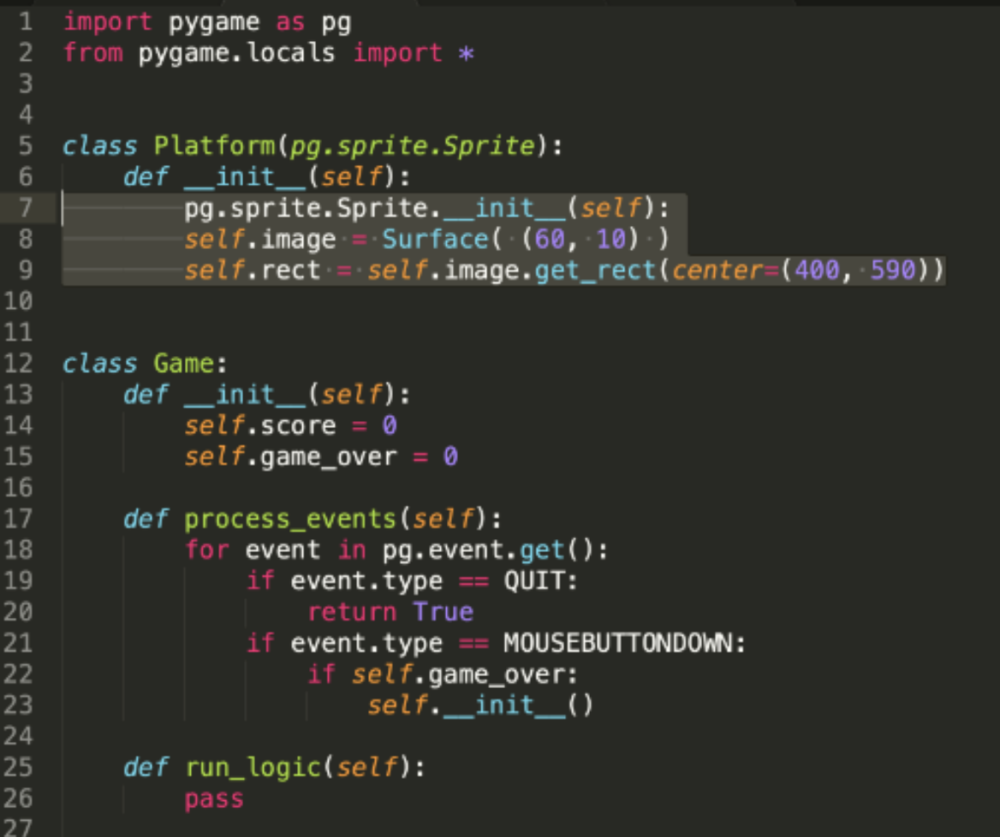 1 import pygame as pg
2 from pygame.locals import *
3
4
5 class Platform(pg.sprite.Sprite):
6     def __init__(self):
7         pg.sprite.Sprite.__init__(self):
8         self.image = Surface( (60, 10) )
9         self.rect = self.image.get_rect(center=(400, 590))
10
11
12 class Game:
13     def __init__(self):
14         self.score = 0
15         self.game_over = 0
16
17     def process_events(self):
18         for event in pg.event.get():
19             if event.type == QUIT:
20                 return True
21             if event.type == MOUSEBUTTONDOWN:
22                 if self.game_over:
23                     self.__init__()
24
25     def run_logic(self):
26         pass
27